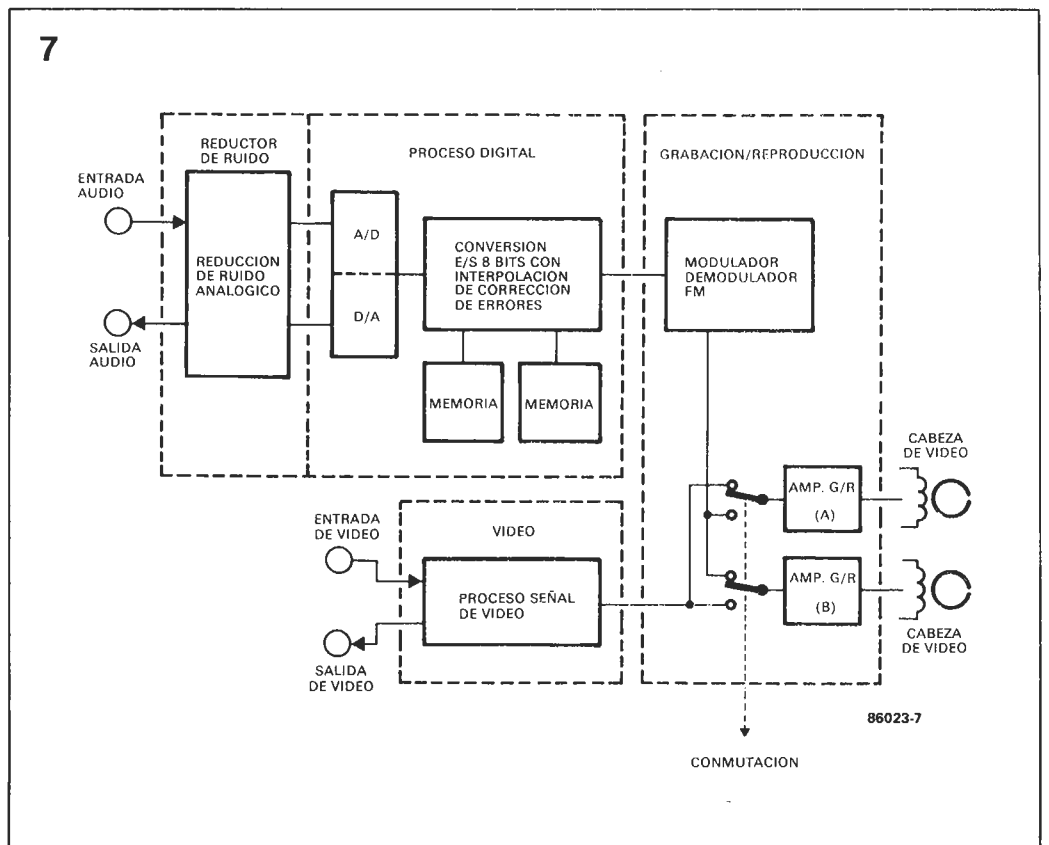 7
REDUCTOR
DE RUIDO
PROCESO DIGITAL
GRABACION/REPRODUCCION
ENTRADA
AUDIO
SALIDA
AUDIO
REDUCCION
DE RUIDO
ANALOGICO
A/D
D/A
CONVERSION
E/S 8 BITS CON
INTERPOLACION
DE CORRECCION
DE ERRORES
MEMORIA
MEMORIA
MODULADOR
DEMODULADOR
FM
CABEZA
DE VIDEO
AMP. G/R
(A)
AMP. G/R
(B)
CABEZA
DE VIDEO
ENTRADA
DE VIDEO
VIDEO
PROCESO SEÑAL
DE VIDEO
SALIDA
DE VIDEO
86023-7
CONMUTACION